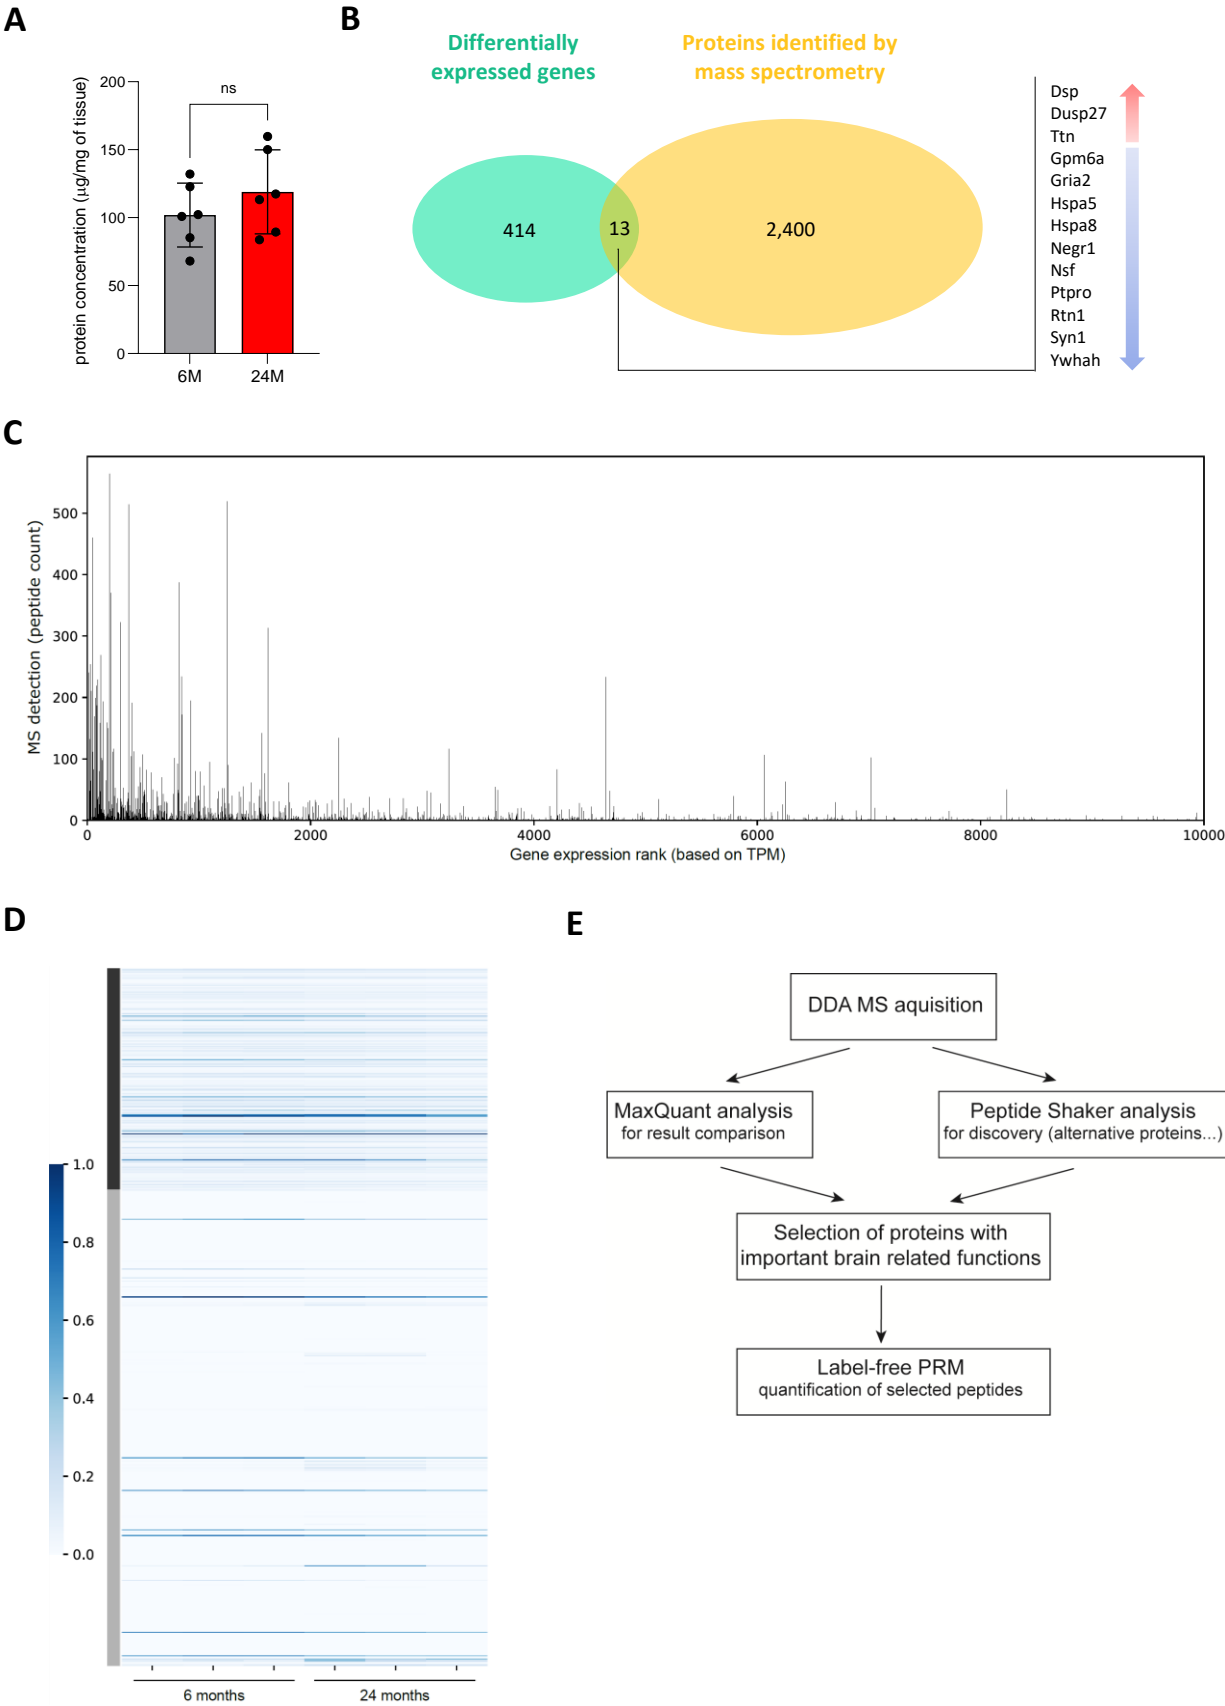 A
protein concentration (µg/mg of tissue)
200
150
100
50
0
ns
6M
24M
B
Differentially
expressed genes
Proteins identified by
mass spectrometry
414
13
2,400
Dsp
Dusp27
Ttn
Gpm6a
Gria2
Hspa5
Hspa8
Negr1
Nsf
Ptpro
Rtn1
Syn1
Ywhah
C
MS detection (peptide count)
500
400
300
200
100
0
0
2000
4000
6000
8000
10000
Gene expression rank (based on TPM)
D
1.0
0.8
0.6
0.4
0.2
0.0
6 months
24 months
E
DDA MS aquisition
MaxQuant analysis
for result comparison
Peptide Shaker analysis
for discovery (alternative proteins...)
Selection of proteins with
important brain related functions
Label-free PRM
quantification of selected peptides